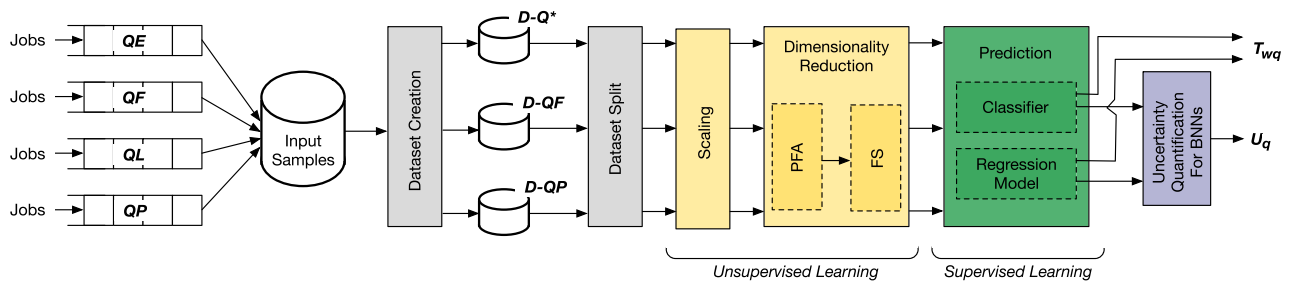 Jobs
QE
Jobs
QF
Jobs
QL
Jobs
QP
Input
Samples
Dataset Creation
D-Q*
D-QF
D-QP
Dataset Split
Scaling
Dimensionality
Reduction
PFA
FS
Prediction
Classifier
Regression
Model
Uncertainty
Quantification
For BNNs
Twq
Uq
Unsupervised Learning
Supervised Learning